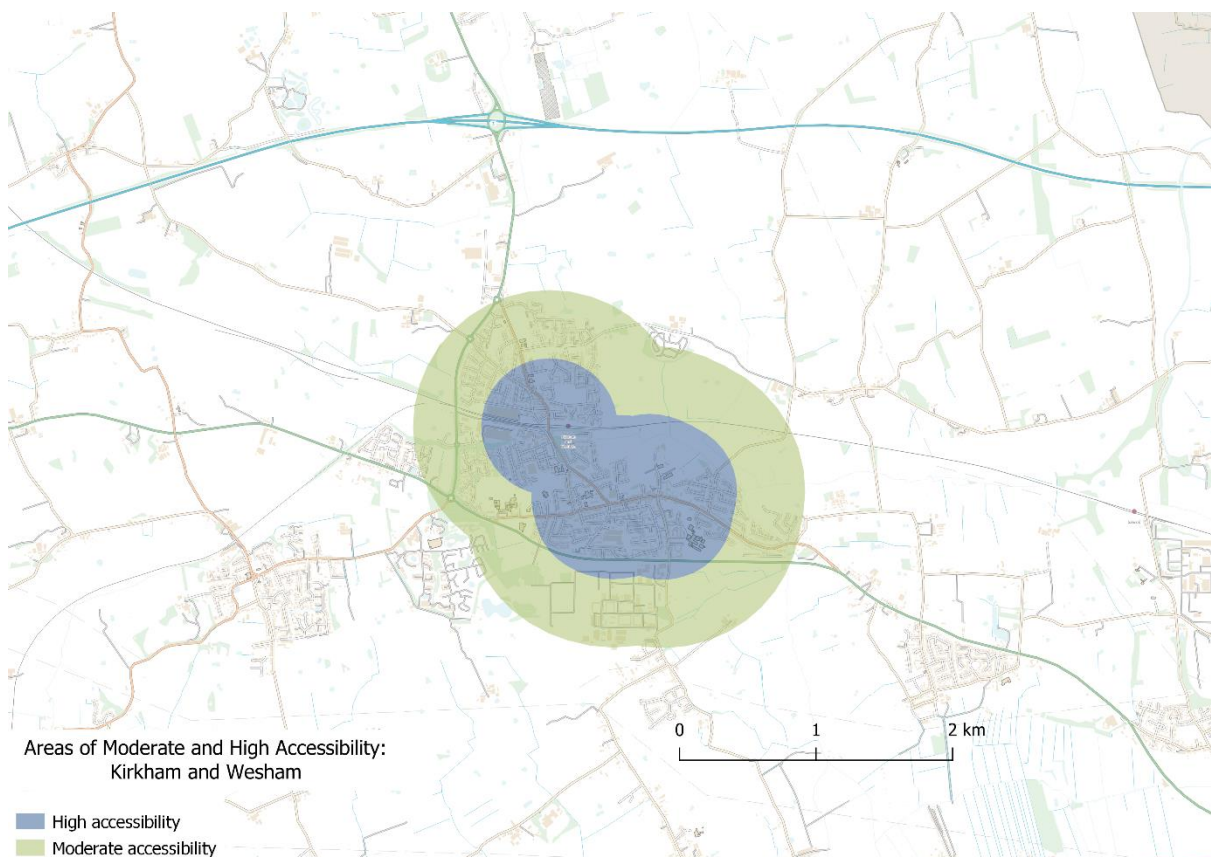 0 1 2 km
Areas of Moderate and High Accessibility:
Kirkham and Wesham
High accessibility
Moderate accessibility